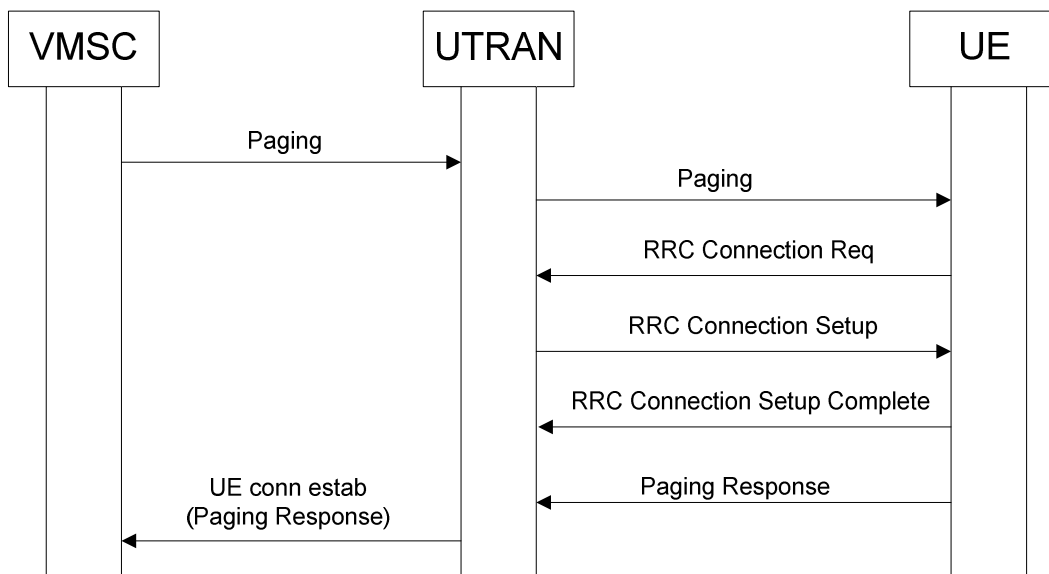 VMSC
UTRAN
UE
Paging
Paging
RRC Connection Req
RRC Connection Setup
RRC Connection Setup Complete
Paging Response
UE conn estab
(Paging Response)